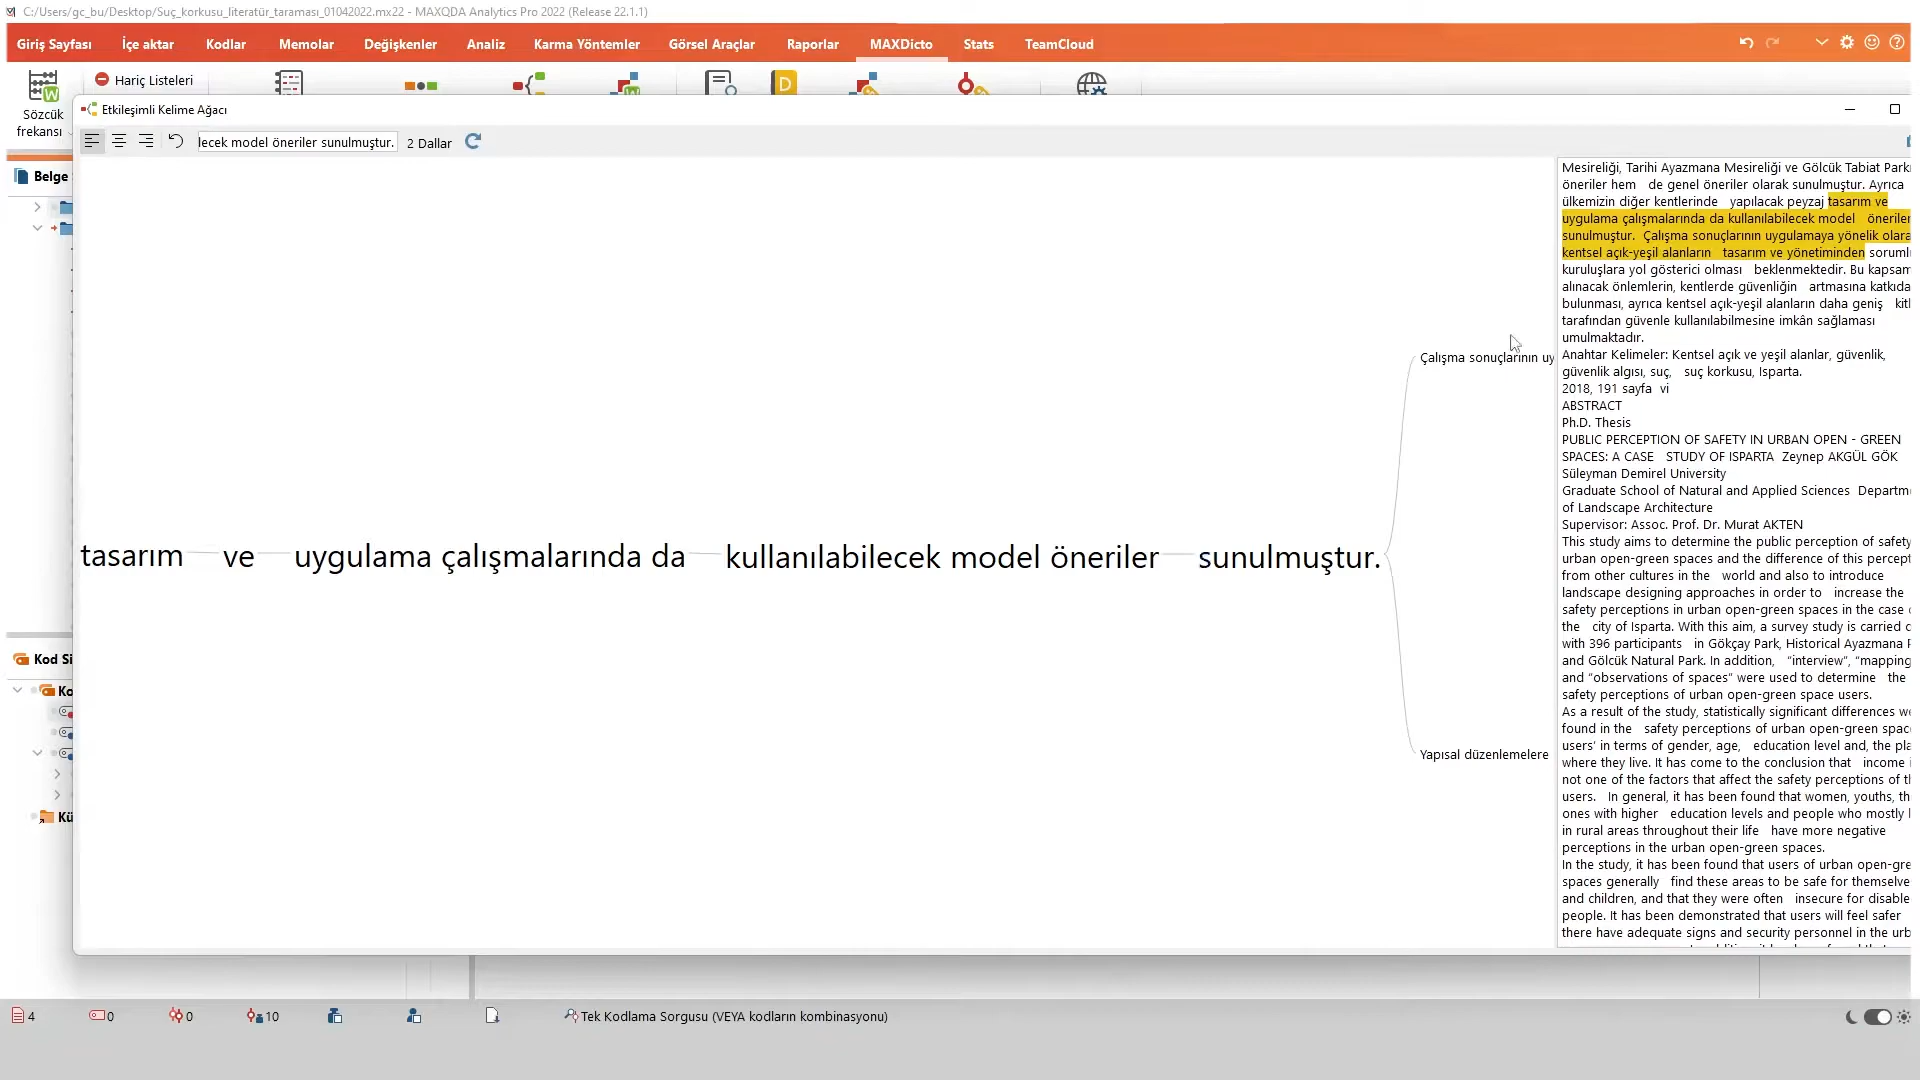 C:/Users/gc_bu/Desktop/Suç_korkusu_literatür_taraması_01042022.mx22 - MAXQDA Analytics Pro 2022 (Release 22.1.1)
Giriş Sayfası İçe aktar Kodlar Memolar Değişkenler Analiz Karma Yöntemler Görsel Araçlar Raporlar MAXDicto Stats TeamCloud
Hariç Listeleri
Sözcük
frekansı
Etkileşimli Kelime Ağacı
lecek model öneriler sunulmuştur. 2 Dallar
Belge
tasarım ve uygulama çalışmalarında da kullanılabilecek model öneriler sunulmuştur.
Çalışma sonuçlarının uy
Yapısal düzenlemelere
Mesireliği, Tarihi Ayazmana Mesireliği ve Gölcük Tabiat Park
öneriler hem de genel öneriler olarak sunulmuştur. Ayrıca
ülkemizin diğer kentlerinde yapılacak peyzaj tasarım ve
uygulama çalışmalarında da kullanılabilecek model öneriler
sunulmuştur. Çalışma sonuçlarının uygulamaya yönelik olara
kentsel açık-yeşil alanların tasarım ve yönetiminden soruml
kuruluşlara yol gösterici olması beklenmektedir. Bu kapsam
alınacak önlemlerin, kentlerde güvenliğin artmasına katkıda
bulunması, ayrıca kentsel açık-yeşil alanların daha geniş kitl
tarafından güvenle kullanılabilmesine imkân sağlaması
umulmaktadır.
Anahtar Kelimeler: Kentsel açık ve yeşil alanlar, güvenlik,
güvenlik algısı, suç, suç korkusu, Isparta.
2018, 191 sayfa vi
ABSTRACT
Ph.D. Thesis
PUBLIC PERCEPTION OF SAFETY IN URBAN OPEN - GREEN
SPACES: A CASE STUDY OF ISPARTA Zeynep AKGÜL GÖK
Süleyman Demirel University
Graduate School of Natural and Applied Sciences Departm
of Landscape Architecture
Supervisor: Assoc. Prof. Dr. Murat AKTEN
This study aims to determine the public perception of safety
urban open-green spaces and the difference of this percept
from other cultures in the world and also to introduce
landscape designing approaches in order to increase the
safety perceptions in urban open-green spaces in the case
the city of Isparta. With this aim, a survey study is carried
with 396 participants in Gökçay Park, Historical Ayazmana
and Gölcük Natural Park. In addition, “interview”, “mapping
and “observations of spaces” were used to determine the
safety perceptions of urban open-green space users.
As a result of the study, statistically significant differences
found in the safety perceptions of urban open-green spac
users’ in terms of gender, age, education level and, the pla
where they live. It has come to the conclusion that income
not one of the factors that affect the safety perceptions of
users. In general, it has been found that women, youths,
ones with higher education levels and people who mostly
in rural areas throughout their life have more negative
perceptions in the urban open-green spaces.
In the study, it has been found that users of urban open-gre
spaces generally find these areas to be safe for themselve
and children, and that they were often insecure for disable
people. It has been demonstrated that users will feel safer
there have adequate signs and security personnel in the urb
Kod Si
Ko
Kü
4 0 0 10 Tek Kodlama Sorgusu (VEYA kodların kombinasyonu)